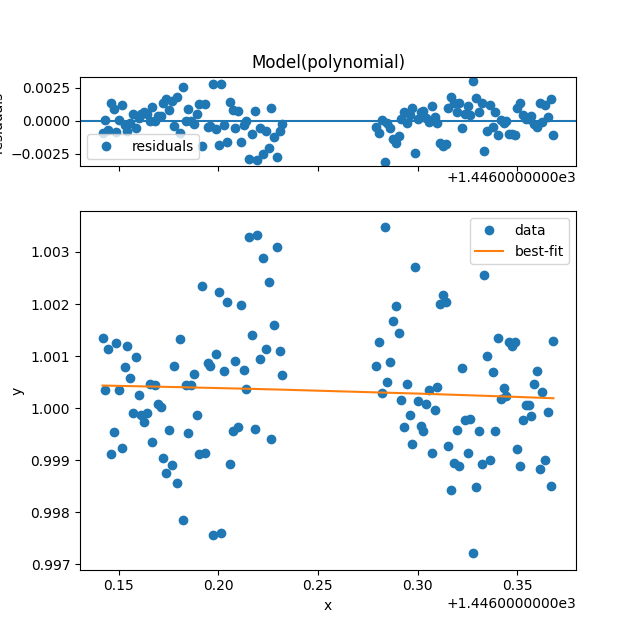 Model(polynomial)
0.0025
0.0000
−0.0025
residuals
residuals
+1.4460000000e3
1.003
1.002
1.001
1.000
0.999
0.998
0.997
y
data
best-fit
0.15
0.20
0.25
0.30
0.35
x
+1.4460000000e3